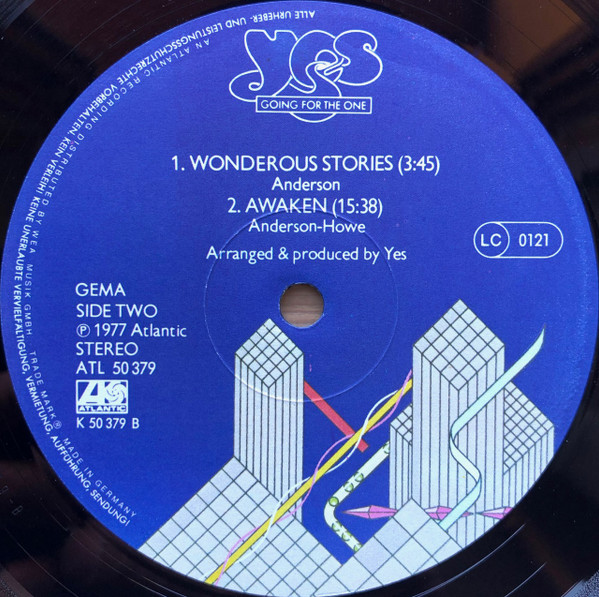 yes
GOING FOR THE ONE
1. WONDEROUS STORIES (3:45)
Anderson
2. AWAKEN (15:38)
Anderson-Howe
Arranged & produced by Yes
LC 0121
GEMA
SIDE TWO
℗ 1977 Atlantic
STEREO
ATL 50 379
ATLANTIC
K 50 379 B
AN ATLANTIC RECORDING DISTRIBUTED BY WEA MUSIK GMBH TRADE MARK® MADE IN GERMANY
ALLE URHEBER- UND LEISTUNGSSCHUTZRECHTE VORBEHALTEN. KEIN VERLEIH! KEINE UNERLAUBTE VERVIELFÄLTIGUNG, VERMIETUNG, AUFFÜHRUNG, SENDUNG!